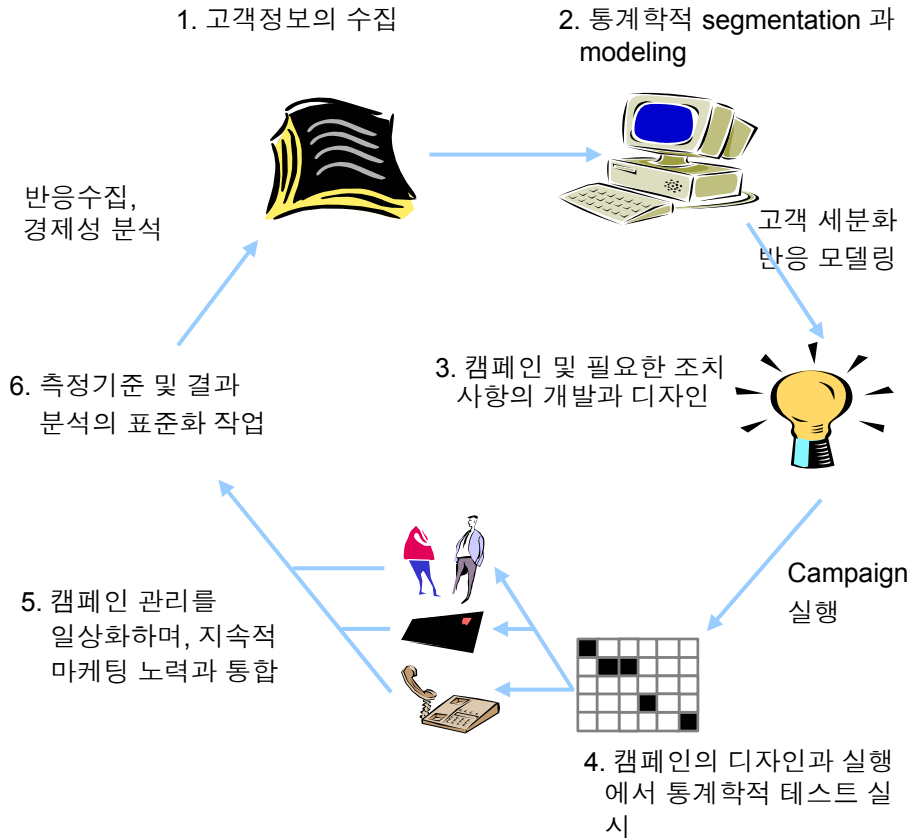 1. 고객정보의 수집
2. 통계학적 segmentation 과
modeling
반응수집,
경제성 분석
고객 세분화
반응 모델링
3. 캠페인 및 필요한 조치
사항의 개발과 디자인
6. 측정기준 및 결과
분석의 표준화 작업
Campaign
실행
5. 캠페인 관리를
일상화하며, 지속적
마케팅 노력과 통합
4. 캠페인의 디자인과 실행
에서 통계학적 테스트 실
시